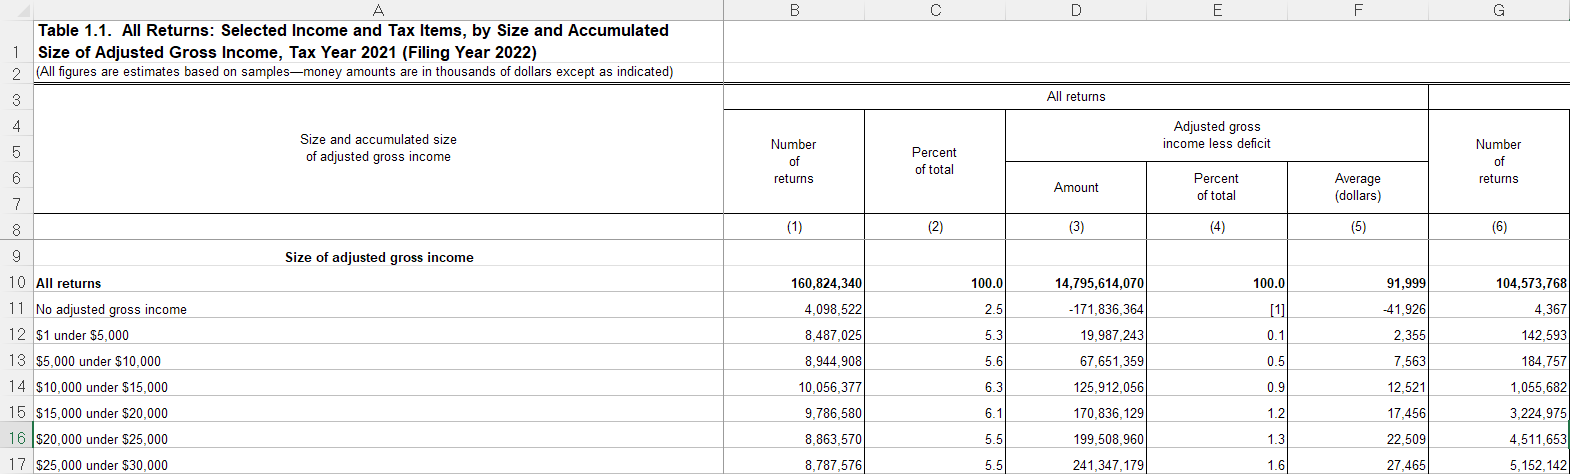 A B C D E F G
1 Table 1.1. All Returns: Selected Income and Tax Items, by Size and Accumulated
Size of Adjusted Gross Income, Tax Year 2021 (Filing Year 2022)
2 (All figures are estimates based on samples—money amounts are in thousands of dollars except as indicated)
3 All returns
4 Adjusted gross
income less deficit
Size and accumulated size
of adjusted gross income
5 Number
of
returns
Percent
of total
Number
of
returns
6 Amount
Percent
of total
Average
(dollars)
7
8 (1) (2) (3) (4) (5) (6)
9 Size of adjusted gross income
10 All returns 160,824,340 100.0 14,795,614,070 100.0 91,999 104,573,768
11 No adjusted gross income 4,098,522 2.5 -171,836,364 [1] -41,926 4,367
12 $1 under $5,000 8,487,025 5.3 19,987,243 0.1 2,355 142,593
13 $5,000 under $10,000 8,944,908 5.6 67,651,359 0.5 7,563 184,757
14 $10,000 under $15,000 10,056,377 6.3 125,912,056 0.9 12,521 1,055,682
15 $15,000 under $20,000 9,786,580 6.1 170,836,129 1.2 17,456 3,224,975
16 $20,000 under $25,000 8,863,570 5.5 199,508,960 1.3 22,509 4,511,653
17 $25,000 under $30,000 8,787,576 5.5 241,347,179 1.6 27,465 5,152,142